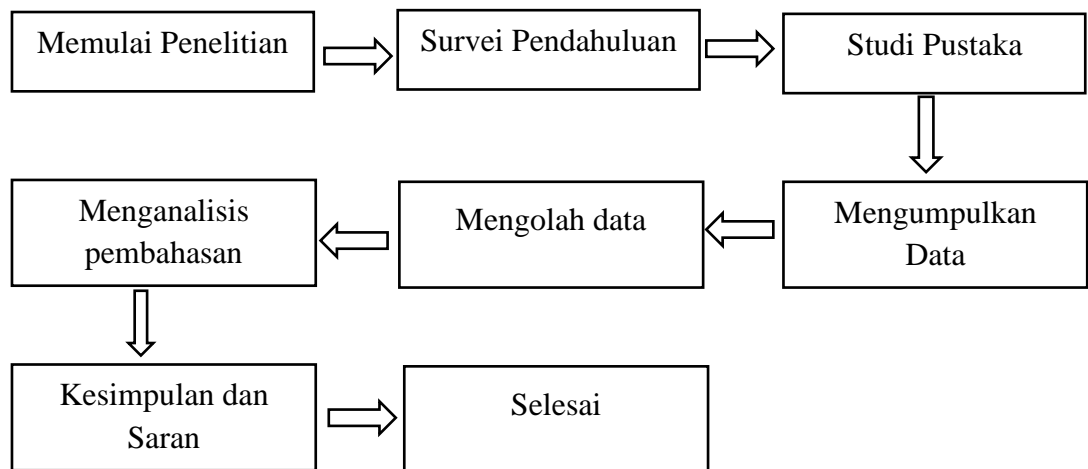 Memulai Penelitian
Survei Pendahuluan
Studi Pustaka
Mengumpulkan
Data
Mengolah data
Menganalisis
pembahasan
Kesimpulan dan
Saran
Selesai